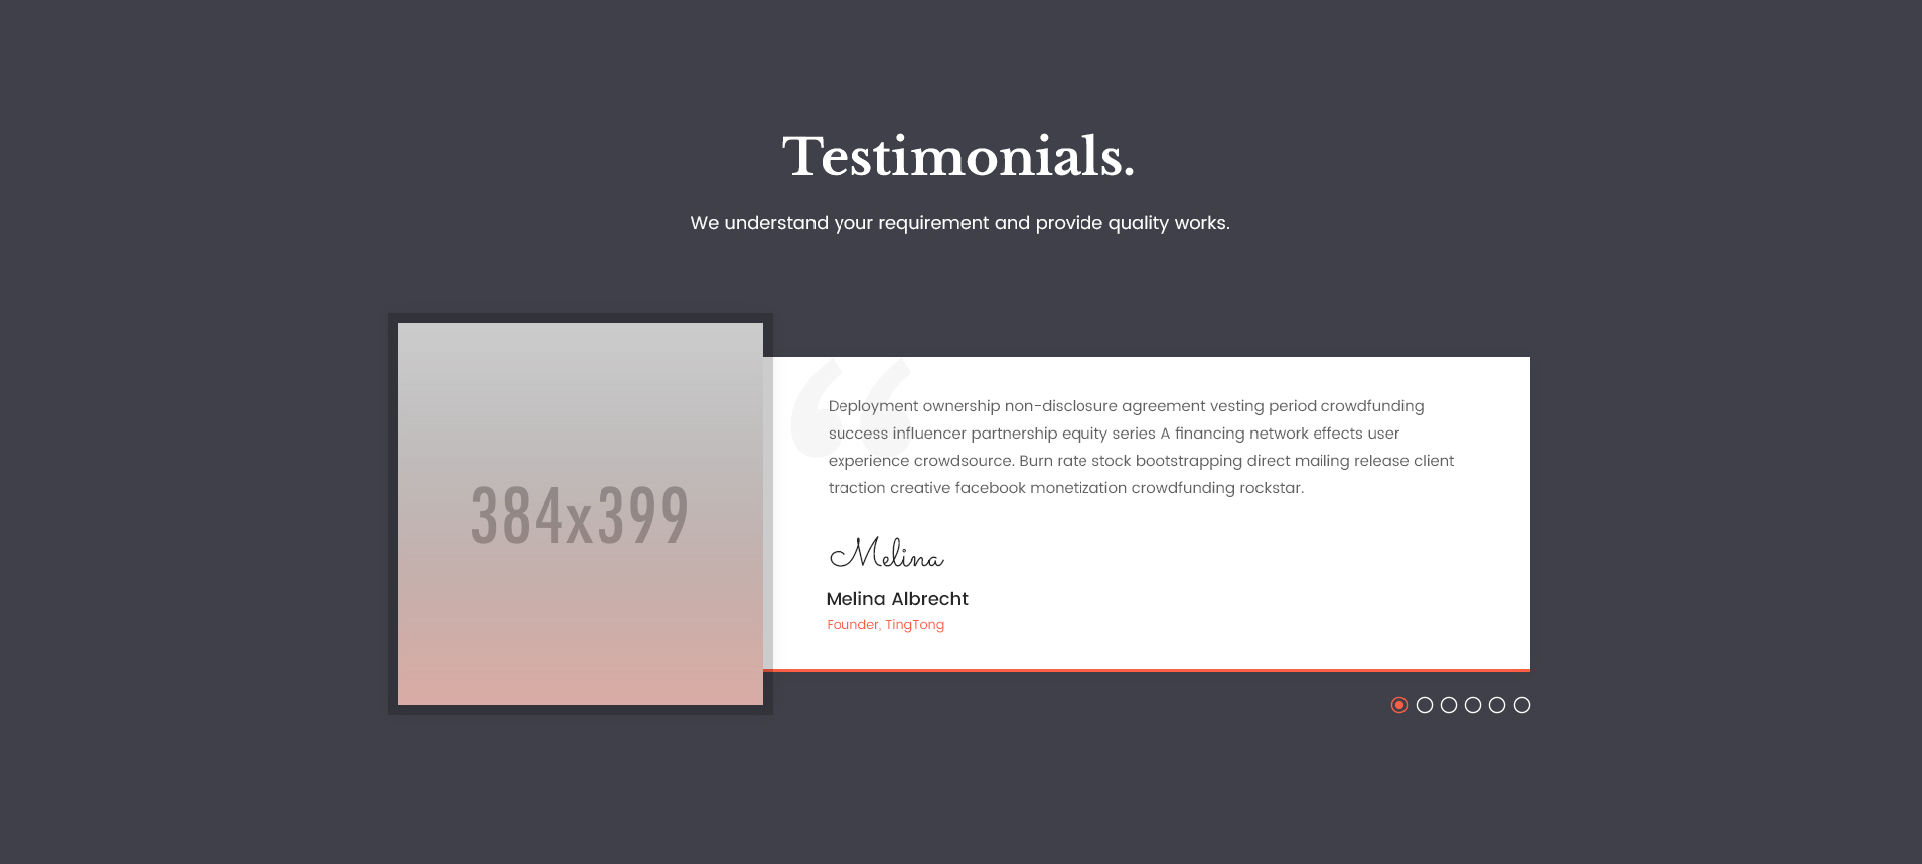 Testimonials.
We understand your requirement and provide quality works.
384x399
“
Deployment ownership non-disclosure agreement vesting period crowdfunding
success influencer partnership equity series A financing network effects user
experience crowdsource. Burn rate stock bootstrapping direct mailing release client
traction creative facebook monetization crowdfunding rockstar.
Melina
Melina Albrecht
Founder, TingTong